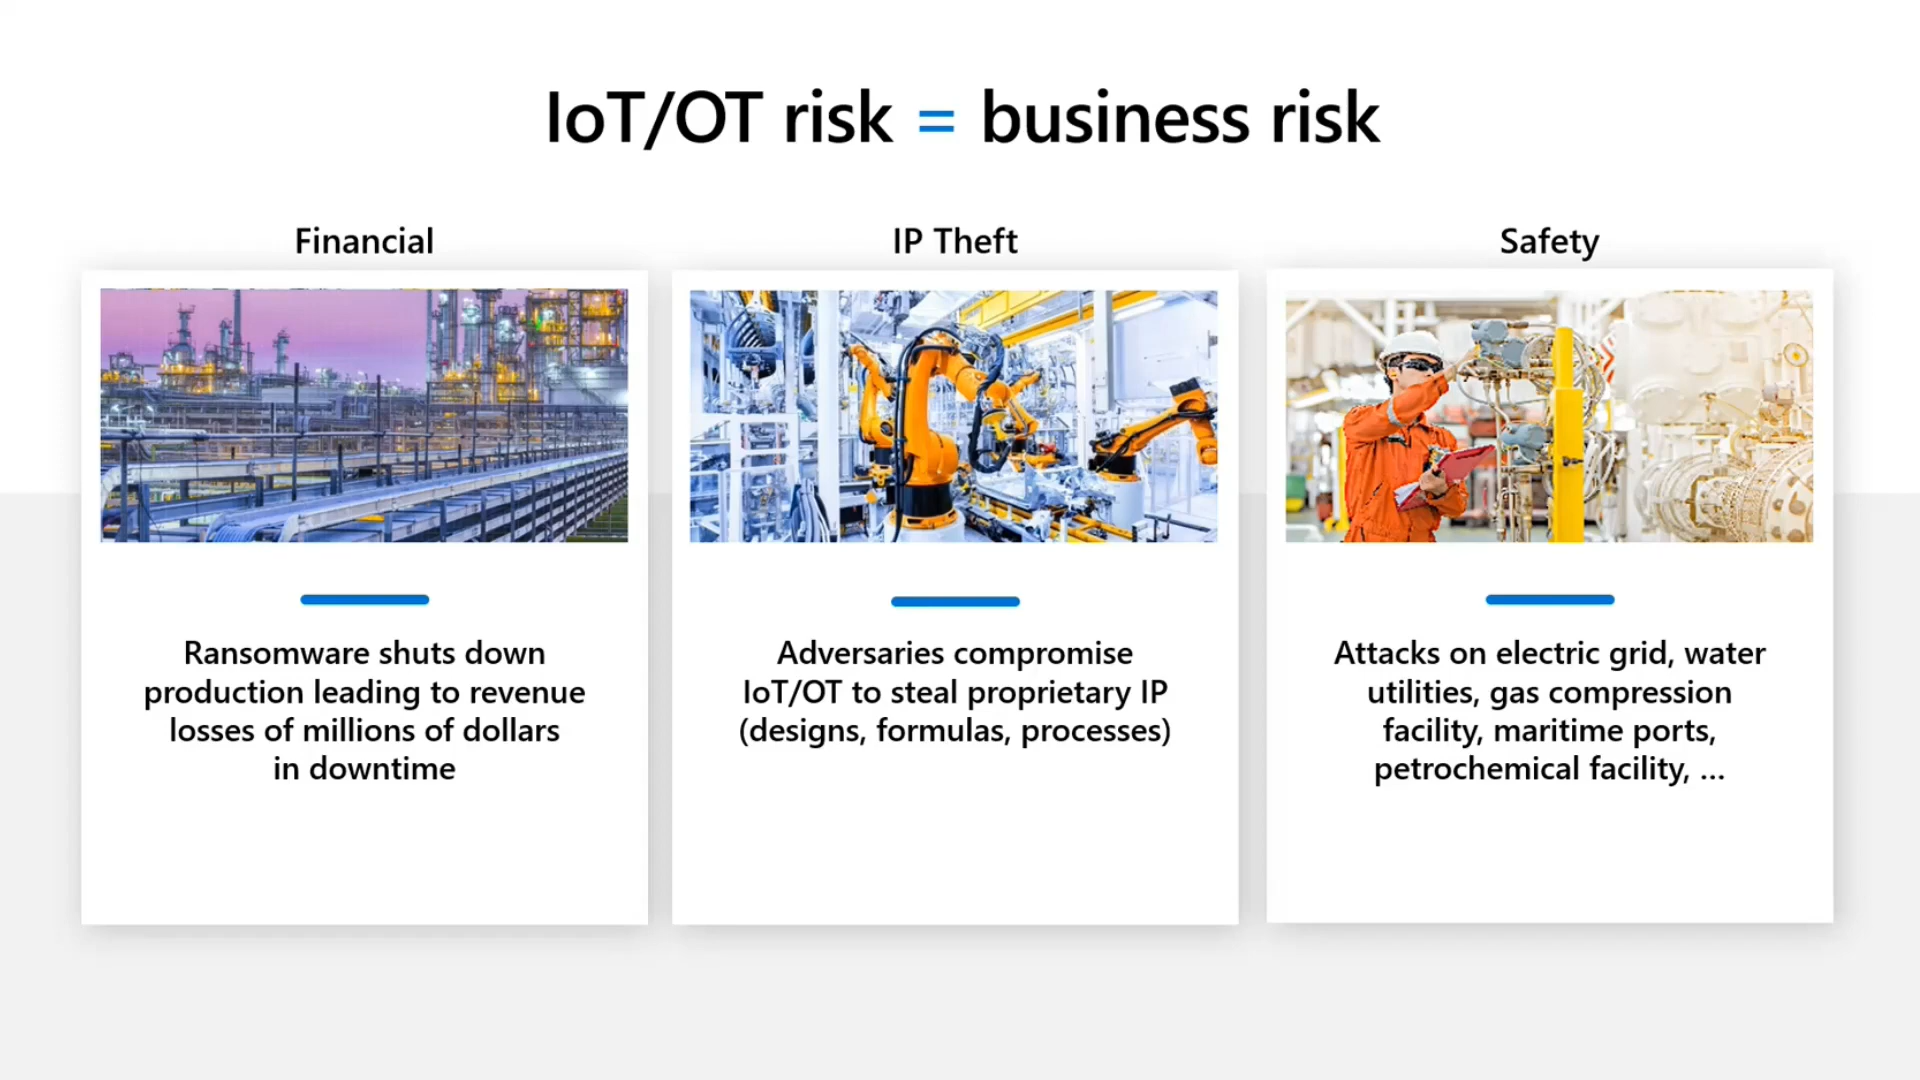 IoT/OT risk = business risk
Financial
Ransomware shuts down
production leading to revenue
losses of millions of dollars
in downtime
IP Theft
Adversaries compromise
IoT/OT to steal proprietary IP
(designs, formulas, processes)
Safety
Attacks on electric grid, water
utilities, gas compression
facility, maritime ports,
petrochemical facility, ...